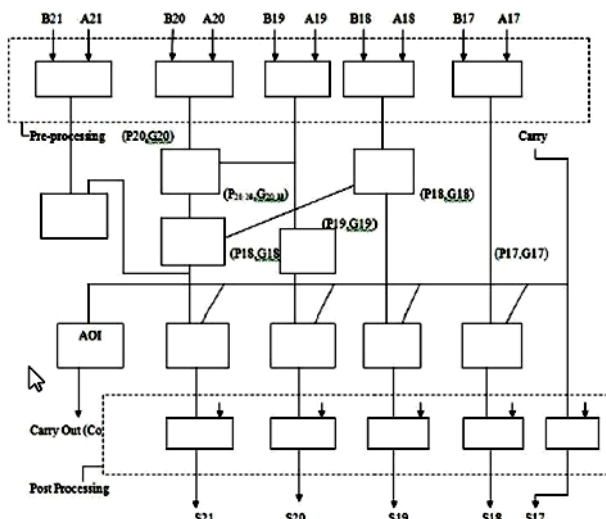 B21 A21 B20 A20 B19 A19 B18 A18 B17 A17
Pre-processing
(P20,G20)
Carry
(P18,G18)
(P19,G19)
(P18,G18
(P17,G17)
AOI
Carry Out (Co
Post Processing
S21 S20 S19 S18 S17